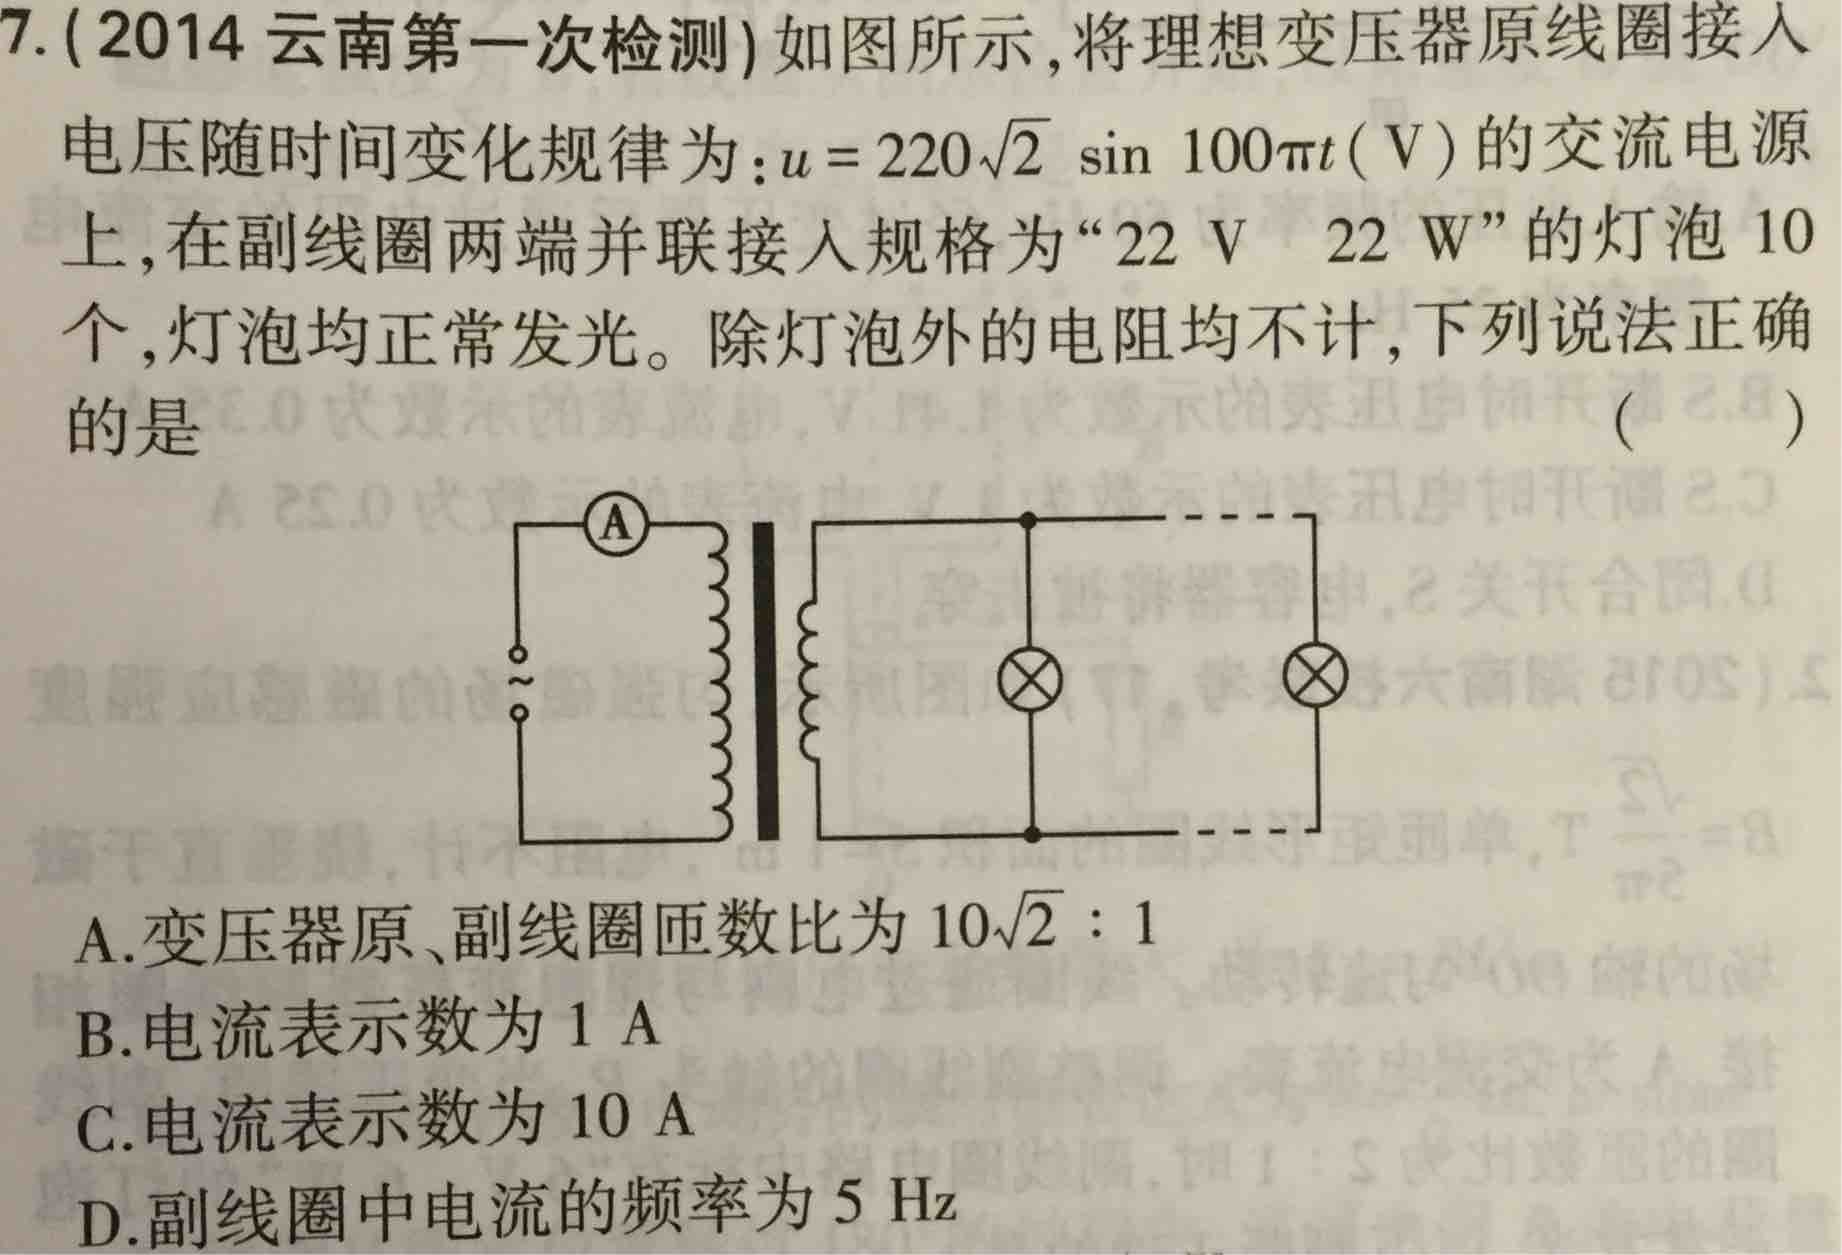 7.(2014 云南第一次检测)如图所示,将理想变压器原线圈接入
电压随时间变化规律为:u=220√2 sin 100πt(V)的交流电源
上,在副线圈两端并联接入规格为“22 V 22 W”的灯泡 10
个,灯泡均正常发光。除灯泡外的电阻均不计,下列说法正确
的是 ( )
A
~
A.变压器原、副线圈匝数比为 10√2 : 1
B.电流表示数为 1 A
C.电流表示数为 10 A
D.副线圈中电流的频率为 5 Hz